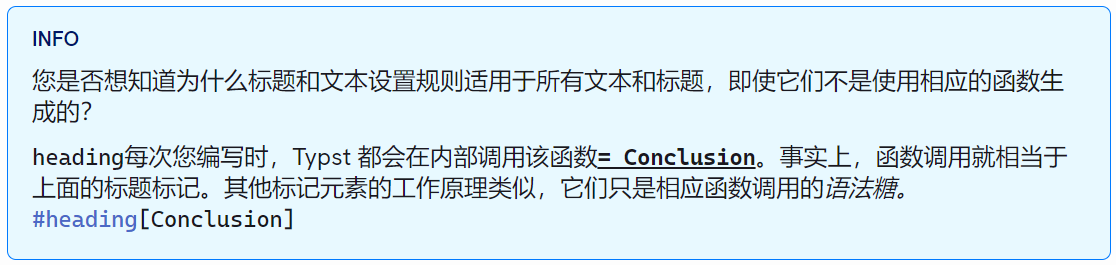 INFO
您是否想知道为什么标题和文本设置规则适用于所有文本和标题，即使它们不是使用相应的函数生
成的？
heading每次您编写时，Typst 都会在内部调用该函数= Conclusion。事实上，函数调用就相当于
上面的标题标记。其他标记元素的工作原理类似，它们只是相应函数调用的语法糖。
#heading[Conclusion]